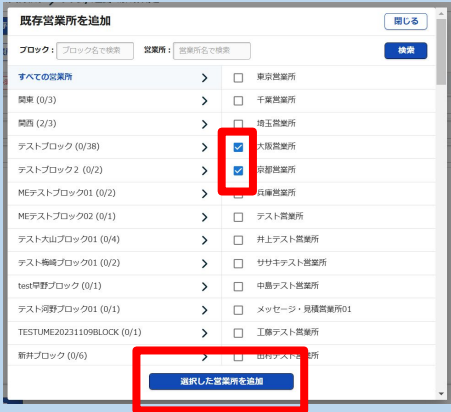 既存営業所を追加
閉じる
ブロック： ブロック名で検索 営業所： 営業所名で検索 検索
すべての営業所
東京営業所
関東 (0/3)
千葉営業所
関西 (2/3)
埼玉営業所
テストブロック (0/38)
大阪営業所
テストブロック２ (0/2)
京都営業所
MEテストブロック01 (0/2)
兵庫営業所
MEテストブロック02 (0/1)
テスト営業所
テスト大山ブロック01 (0/4)
井上テスト営業所
テスト梅崎ブロック01 (0/2)
ササキテスト営業所
test早野ブロック (0/1)
中島テスト営業所
テスト河野ブロック01 (0/1)
メッセージ・見積営業所01
TESTUME20231109BLOCK (0/1)
工藤テスト営業所
新井ブロック (0/6)
田村テスト営業所
選択した営業所を追加